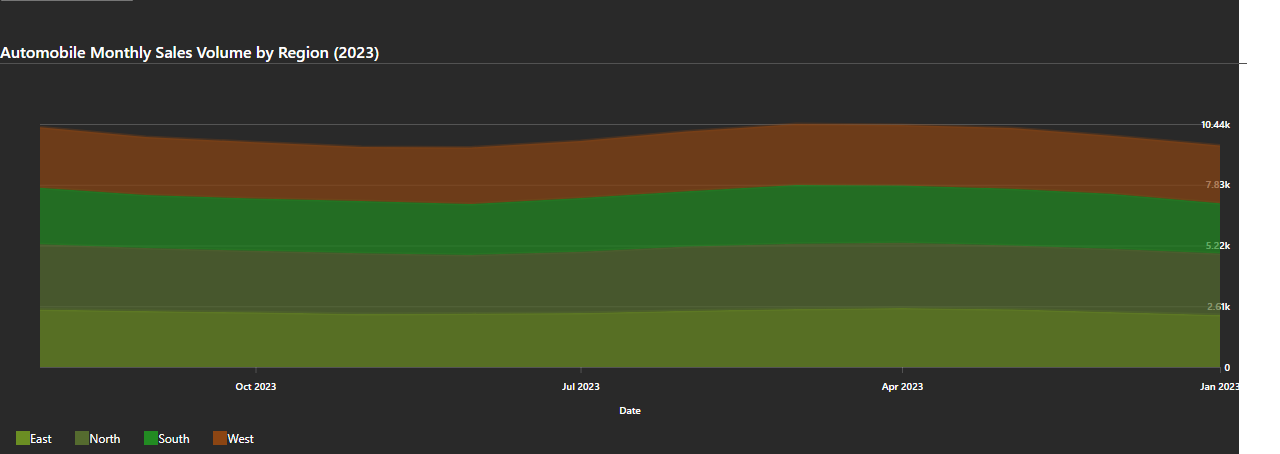 Automobile Monthly Sales Volume by Region (2023)
10.44k
7.83k
5.22k
2.61k
0
Oct 2023 Jul 2023 Apr 2023 Jan 2023
Date
East North South West